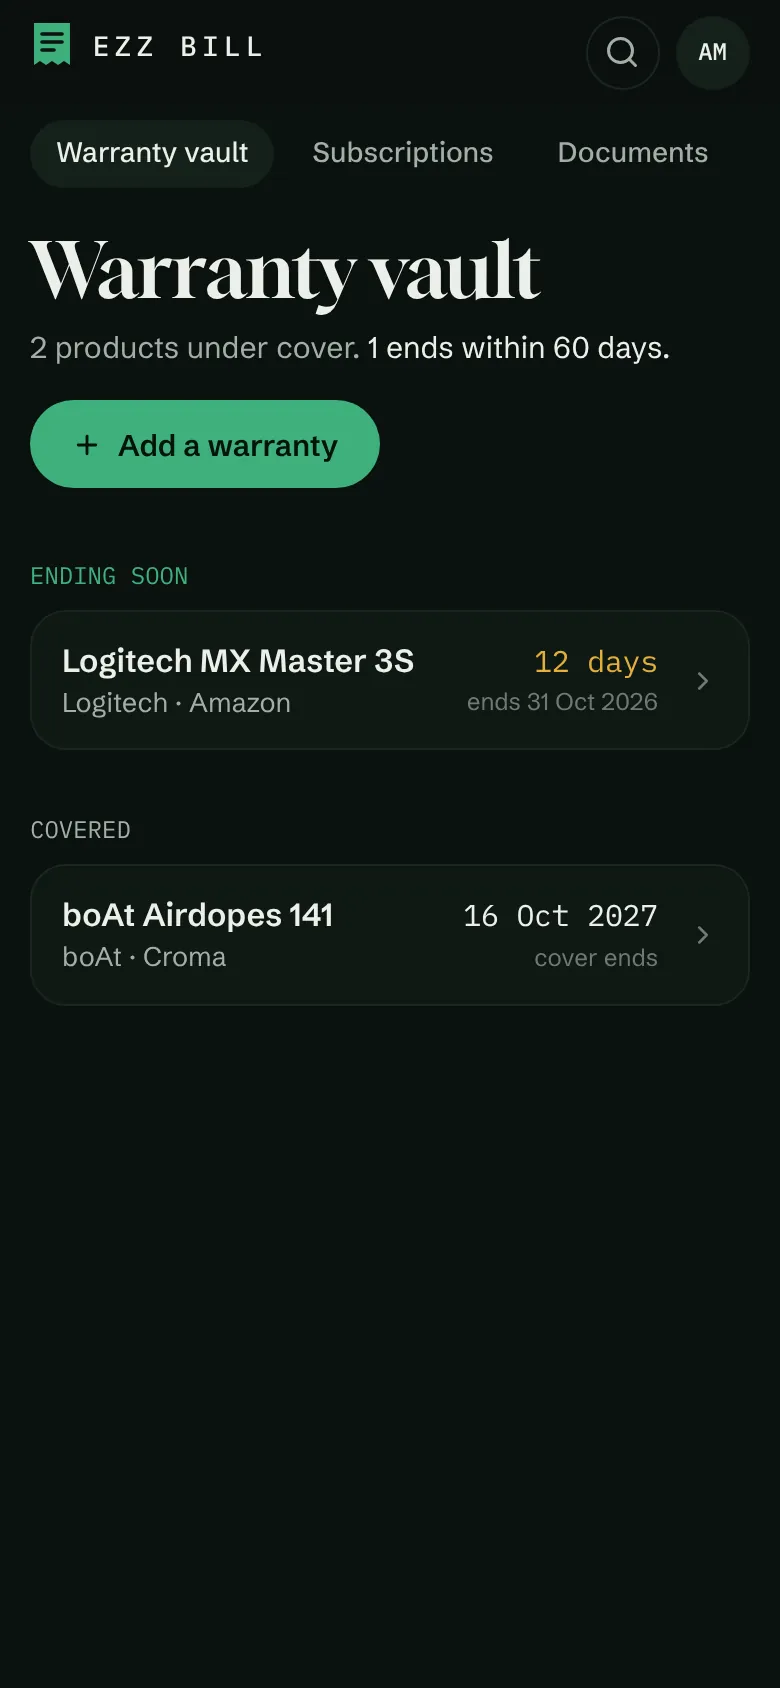 EZZ BILL
AM
Warranty vault
Subscriptions
Documents
Warranty vault
2 products under cover. 1 ends within 60 days.
+ Add a warranty
ENDING SOON
Logitech MX Master 3S
12 days
Logitech · Amazon
ends 31 Oct 2026
COVERED
boAt Airdopes 141
16 Oct 2027
boAt · Croma
cover ends